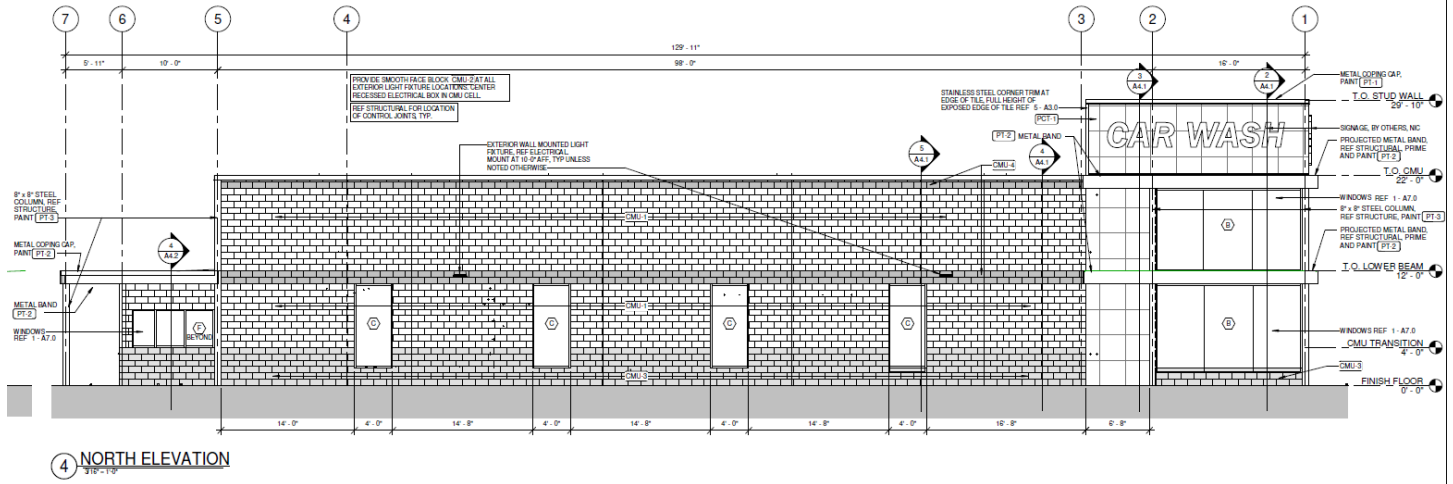 7 6 5 4 3 2 1
129' - 11"
5' - 11" 10' - 0" 98' - 0" 16' - 0"
PROVIDE SMOOTH FACE BLOCK CMU-2 AT ALL
EXTERIOR LIGHT FIXTURE LOCATIONS. CENTER
RECESSED ELECTRICAL BOX IN CMU CELL.
REF STRUCTURAL FOR LOCATION
OF CONTROL JOINTS, TYP.
STAINLESS STEEL CORNER TRIM AT
EDGE OF TILE, FULL HEIGHT OF
EXPOSED EDGE OF TILE REF 5 - A3.0
PCT-1
PT-2 METAL BAND
3
A4.1
2
A4.1
METAL COPING CAP,
PAINT PT-1
T.O. STUD WALL
29' - 10"
CAR WASH
SIGNAGE, BY OTHERS, NIC
PROJECTED METAL BAND,
REF STRUCTURAL, PRIME
AND PAINT PT-2
T.O. CMU
22' - 0"
EXTERIOR WALL MOUNTED LIGHT
FIXTURE, REF ELECTRICAL.
MOUNT AT 10'-0" AFF, TYP UNLESS
NOTED OTHERWISE
5
A4.1
4
A4.1
CMU-4
CMU-1
8" x 8" STEEL
COLUMN, REF
STRUCTURE,
PAINT PT-3
METAL COPING CAP,
PAINT PT-2
4
A4.2
WINDOWS REF 1 - A7.0
8" x 8" STEEL COLUMN,
REF STRUCTURE, PAINT PT-3
B
PROJECTED METAL BAND,
REF STRUCTURAL, PRIME
AND PAINT PT-2
T.O. LOWER BEAM
12' - 0"
METAL BAND
PT-2
CMU-1
WINDOWS
REF 1 - A7.0
F
BEYOND
C C C C B
WINDOWS REF 1 - A7.0
CMU TRANSITION
4' - 0"
CMU-3
CMU-3
FINISH FLOOR
0' - 0"
14' - 0" 4' - 0" 14' - 8" 4' - 0" 14' - 8" 4' - 0" 14' - 8" 4' - 0" 16' - 8" 6' - 8"
4 NORTH ELEVATION
3/16" = 1'-0"